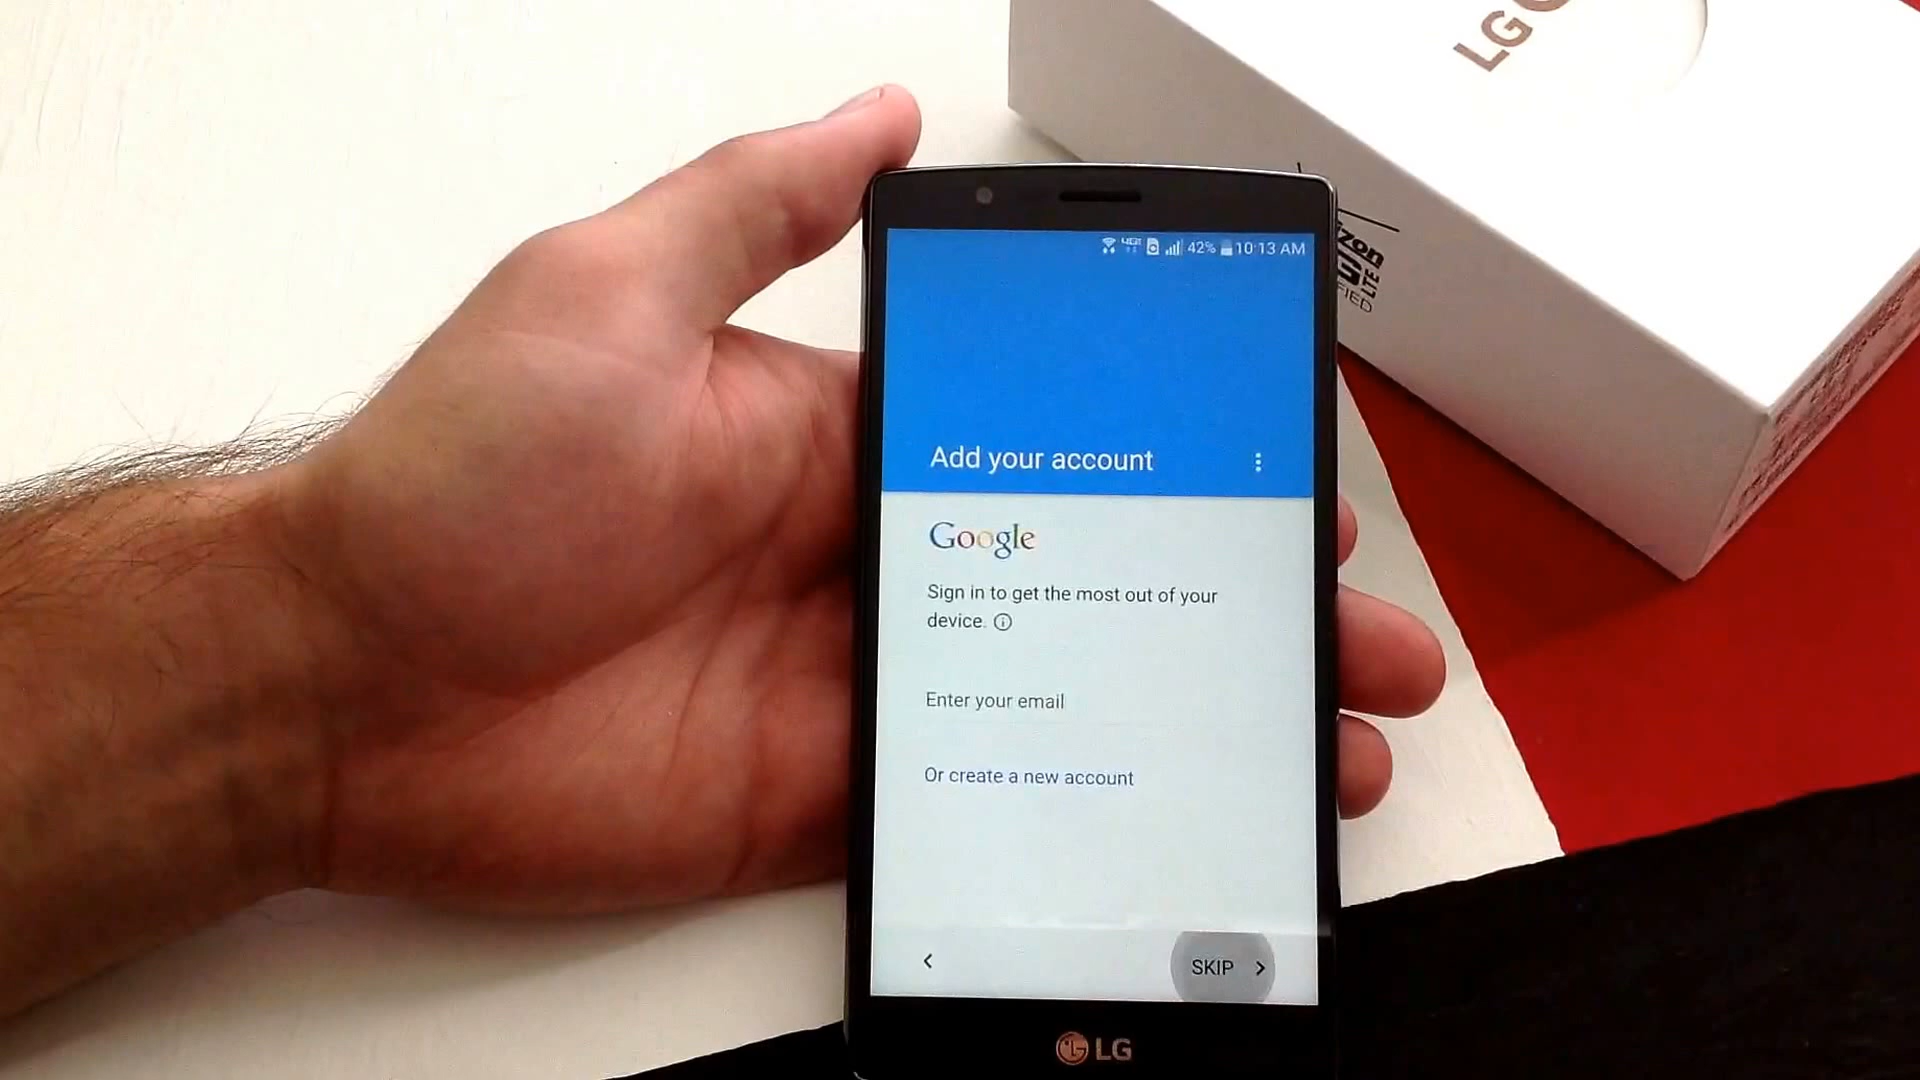 LG
42% 10:13 AM
Add your account
Google
Sign in to get the most out of your
device.
Enter your email
Or create a new account
SKIP
LG
LTE